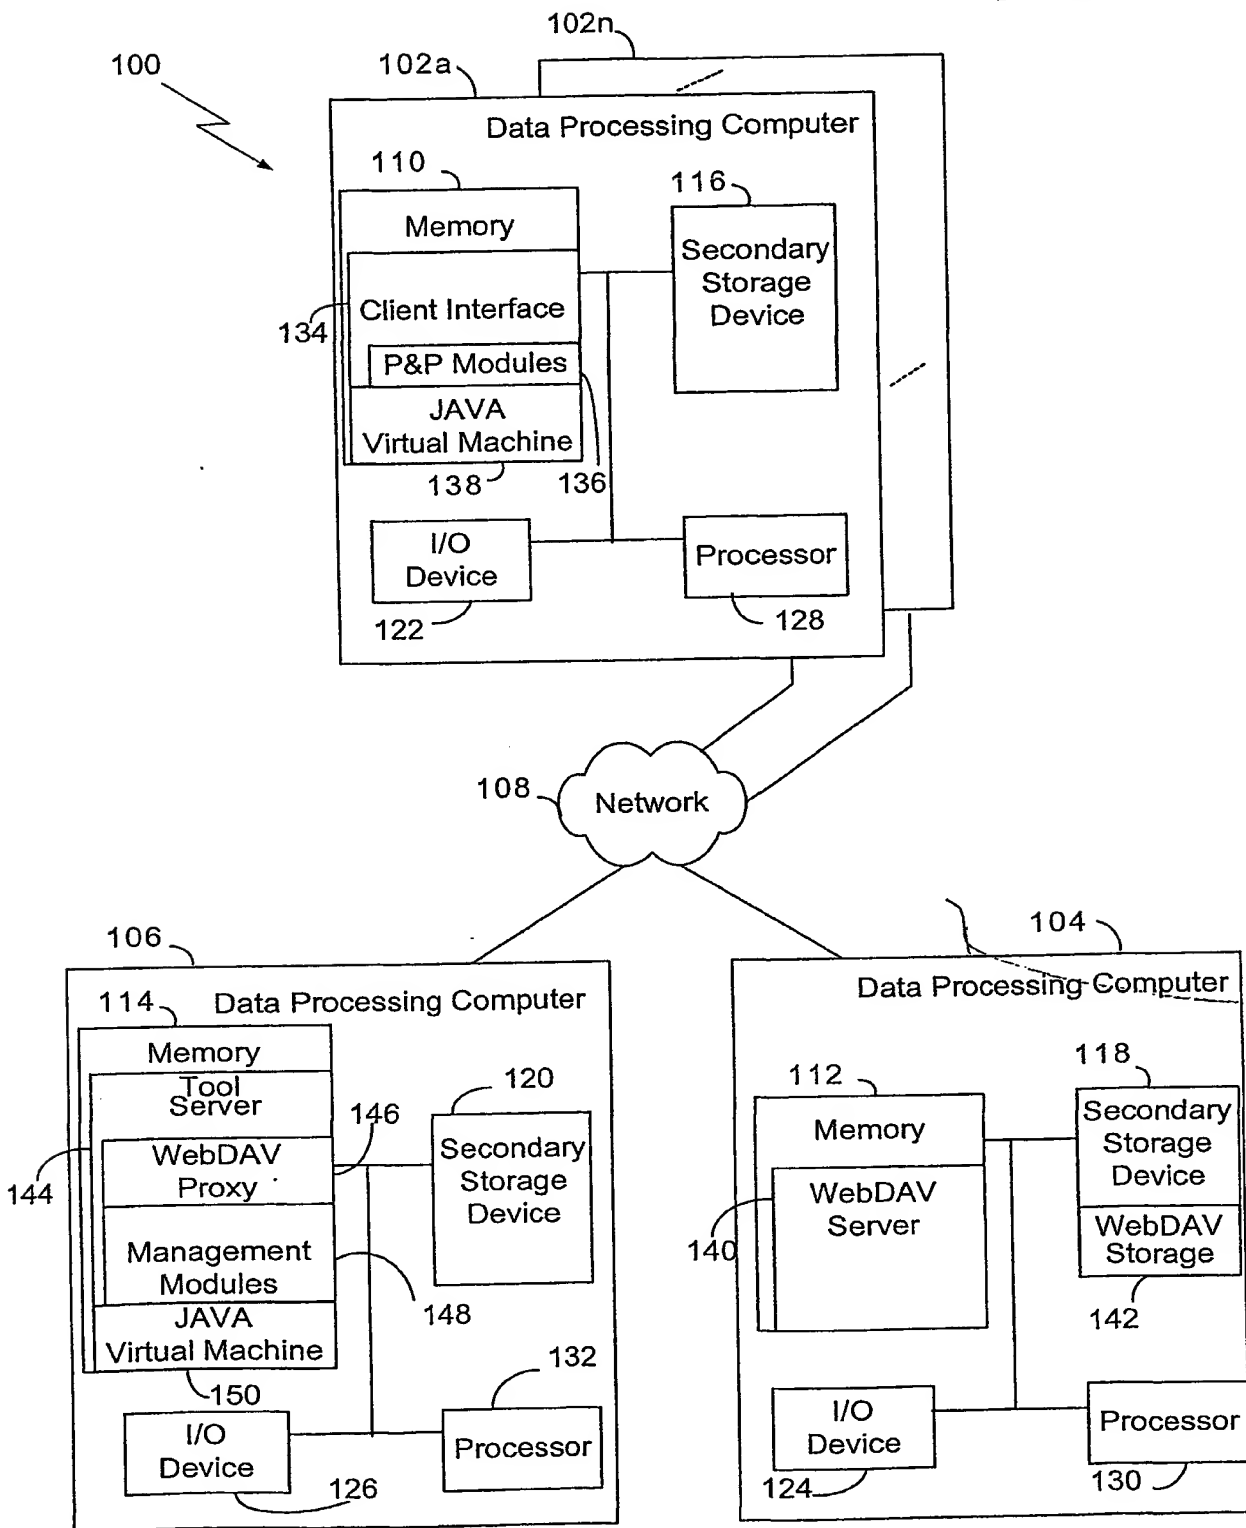 102n
100
102a
Data Processing Computer
110
116
Memory
Secondary
Storage
Device
Client Interface
134
P&P Modules
JAVA
Virtual Machine
138
136
I/O
Device
Processor
122
128
108
Network
106
104
Data Processing Computer
Data Processing Computer
114
Memory
Tool
Server
120
146
WebDAV
Proxy
Secondary
Storage
Device
144
Management
Modules
148
JAVA
Virtual Machine
150
132
I/O
Device
Processor
126
112
118
Memory
Secondary
Storage
Device
WebDAV
Server
140
WebDAV
Storage
142
I/O
Device
Processor
124
130